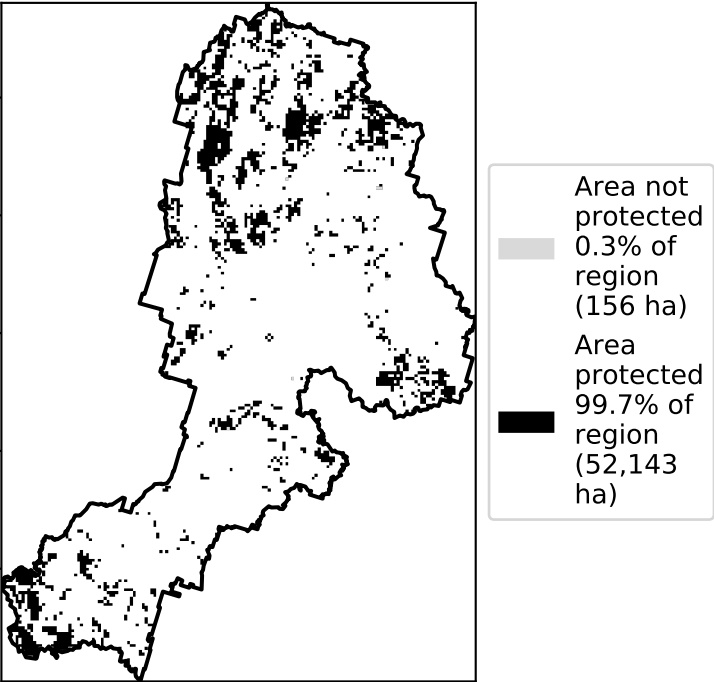 Area not
protected
0.3% of
region
(156 ha)
Area
protected
99.7% of
region
(52,143
ha)